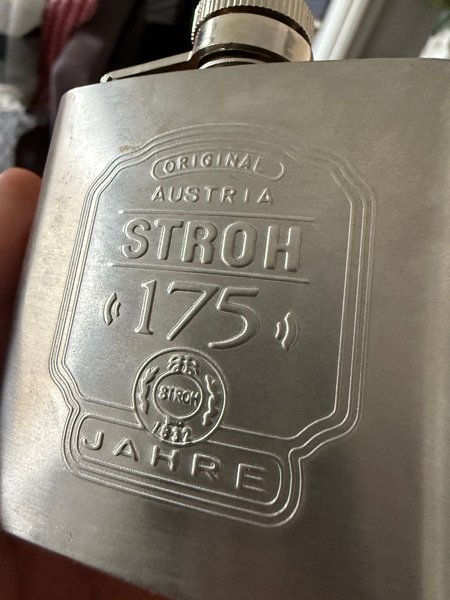 ORIGINAL
AUSTRIA
STROH
175
STROH
1832
JAHRE